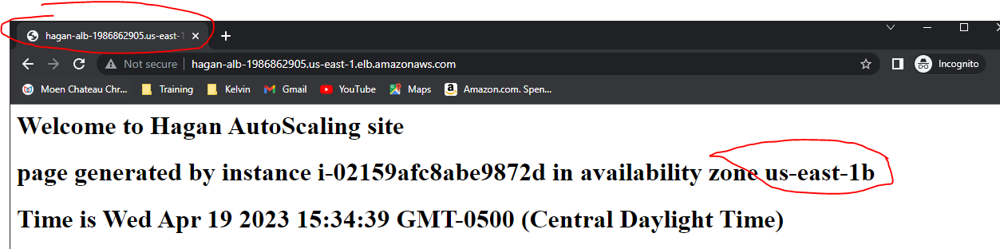 hagan-alb-1986862905.us-east-1
Not secure hagan-alb-1986862905.us-east-1.elb.amazonaws.com Incognito
Moen Chateau Chr... Training Kelvin Gmail YouTube Maps Amazon.com. Spen...
Welcome to Hagan AutoScaling site
page generated by instance i-02159afc8abe9872d in availability zone us-east-1b
Time is Wed Apr 19 2023 15:34:39 GMT-0500 (Central Daylight Time)